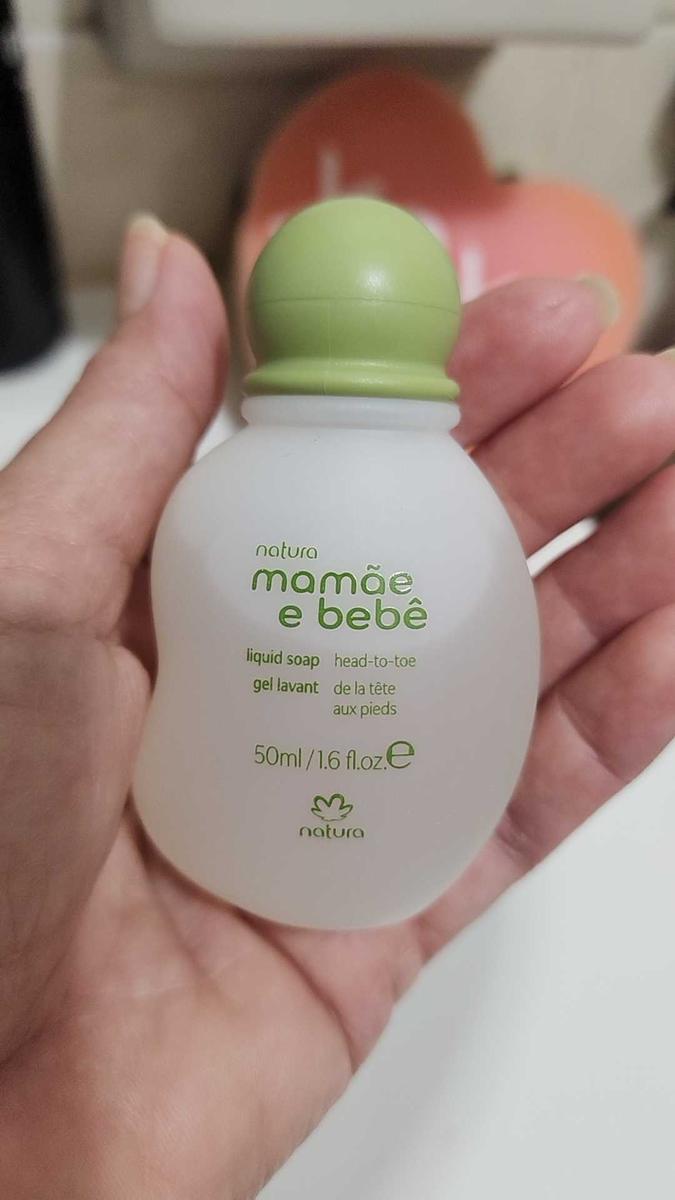 natura
mamãe
e bebê
liquid soap head-to-toe
gel lavant de la tête
aux pieds
50ml/1.6 fl.oz.e
natura